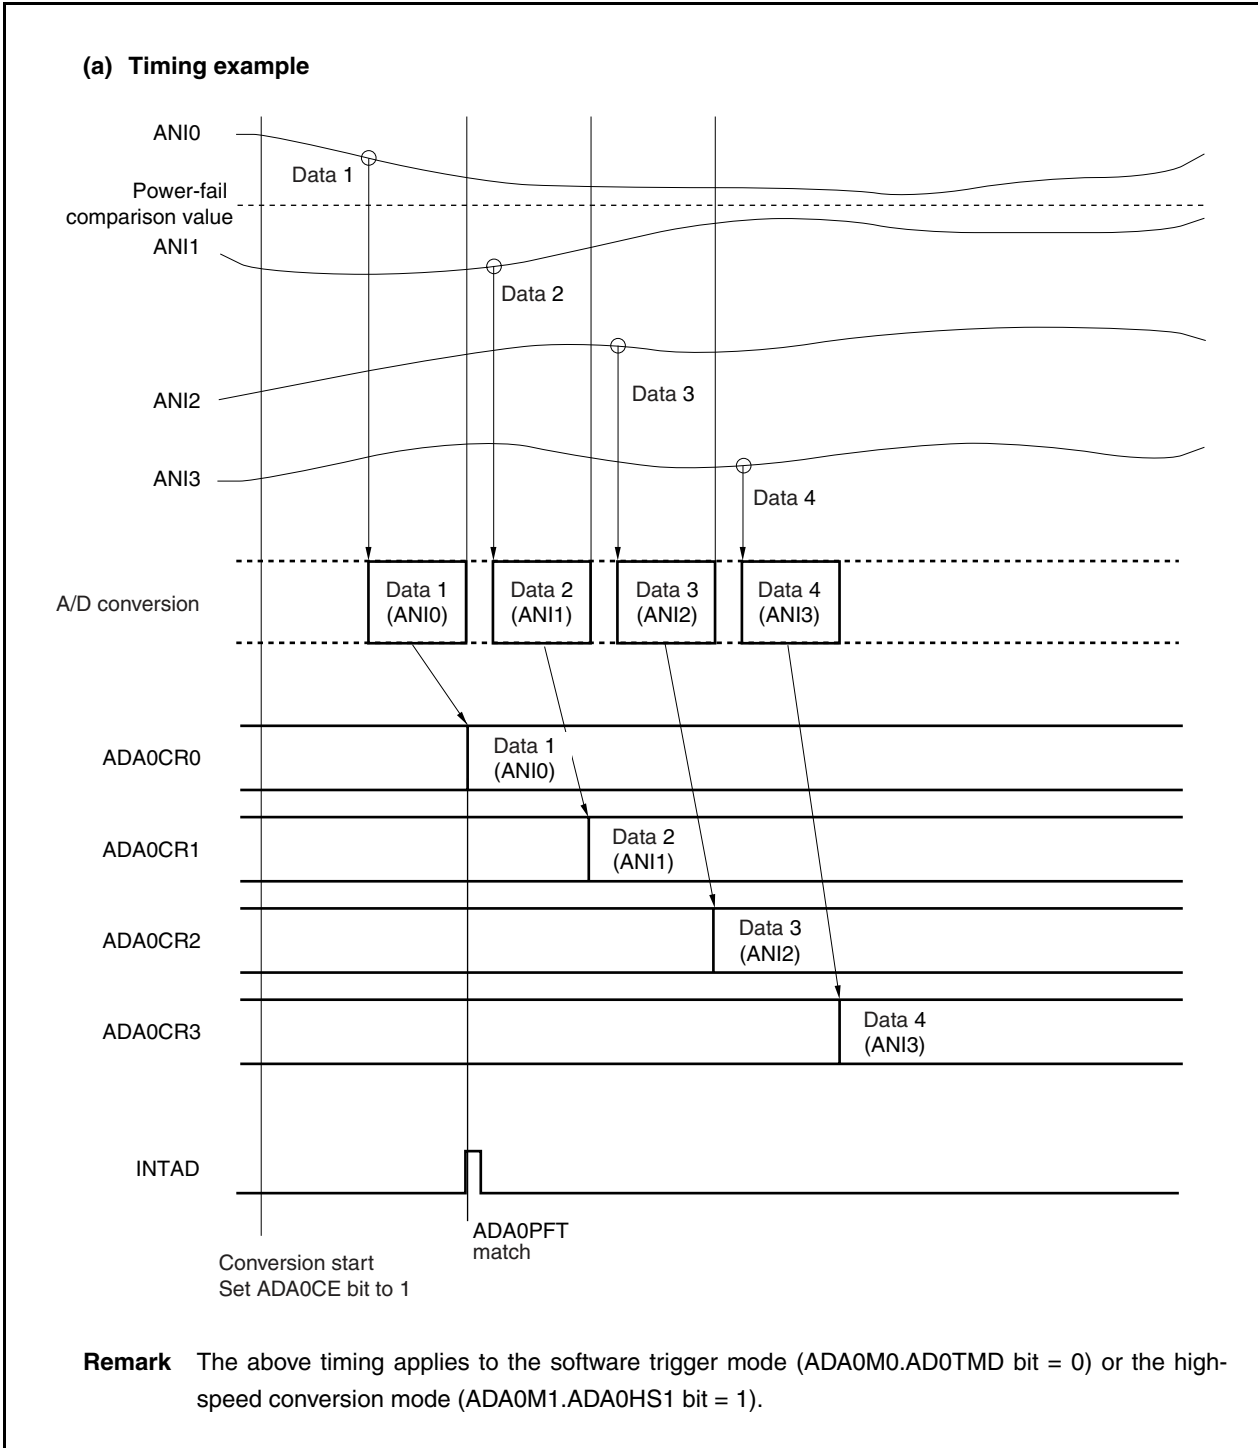 (a) Timing example
ANI0
Data 1
Power-fail
comparison value
ANI1
Data 2
ANI2
Data 3
ANI3
Data 4
A/D conversion
Data 1
(ANI0)
Data 2
(ANI1)
Data 3
(ANI2)
Data 4
(ANI3)
ADA0CR0
Data 1
(ANI0)
ADA0CR1
Data 2
(ANI1)
ADA0CR2
Data 3
(ANI2)
ADA0CR3
Data 4
(ANI3)
INTAD
ADA0PFT
match
Conversion start
Set ADA0CE bit to 1
Remark The above timing applies to the software trigger mode (ADA0M0.AD0TMD bit = 0) or the high-
speed conversion mode (ADA0M1.ADA0HS1 bit = 1).